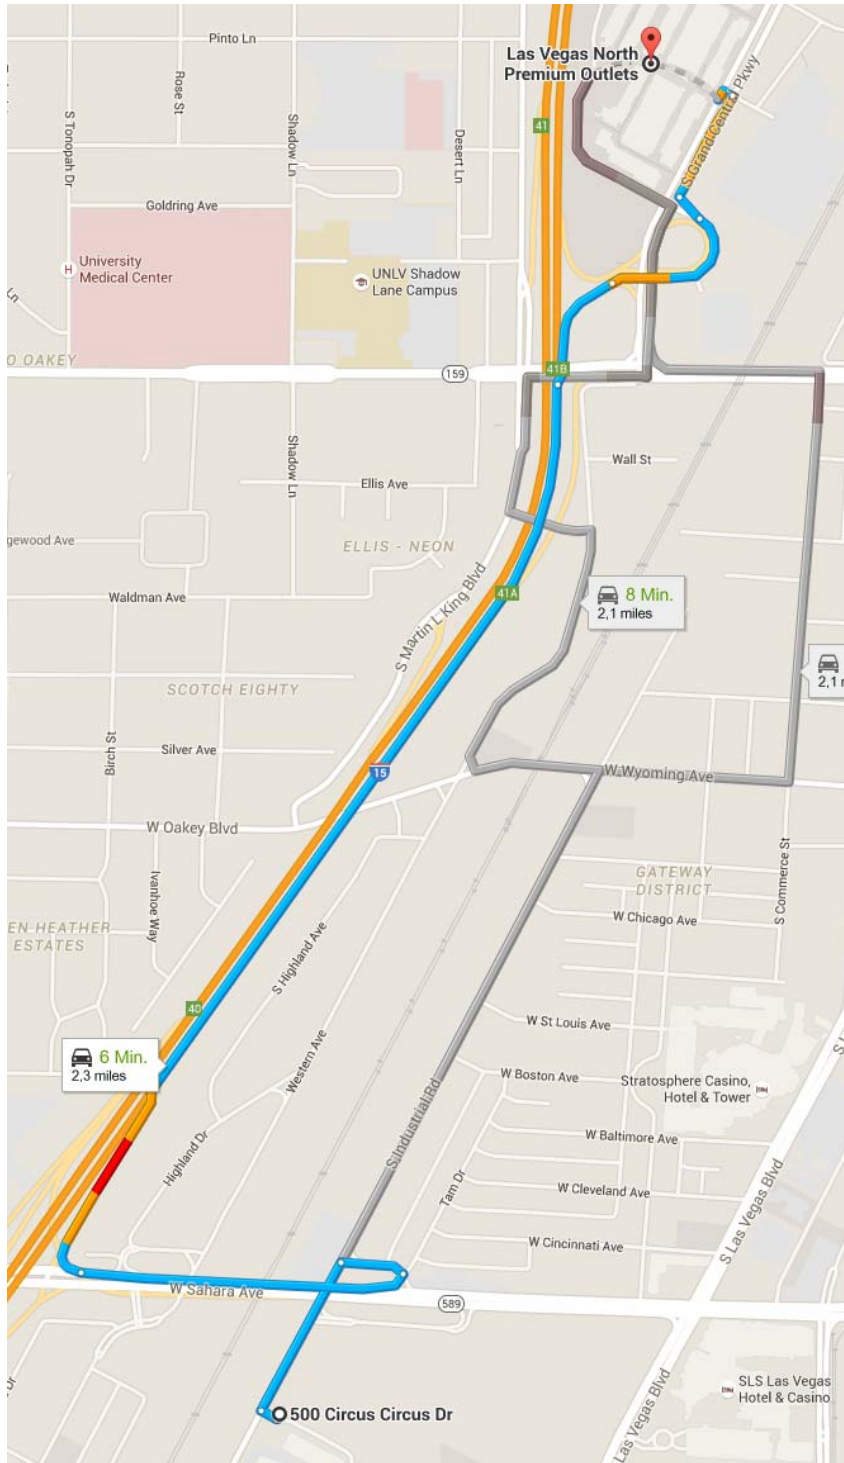 Pinto Ln
Las Vegas North
Premium Outlets
S Grand Central Pkwy
Rose St
S Tonopah Dr
Shadow Ln
Desert Ln
41
Goldring Ave
H
University
Medical Center
UNLV Shadow
Lane Campus
Ln
O OAKEY
159
41B
Shadow Ln
Wall St
Ellis Ave
gewood Ave
ELLIS - NEON
Waldman Ave
41A
8 Min.
2,1 miles
S Martin L King Blvd
2,1 m
SCOTCH EIGHTY
Birch St
Silver Ave
15
W Wyoming Ave
W Oakey Blvd
S Commerce St
GATEWAY
DISTRICT
Ivanhoe Way
W Chicago Ave
EN HEATHER
ESTATES
S Highland Ave
40
W St Louis Ave
6 Min.
2,3 miles
Western Ave
W Boston Ave
Stratosphere Casino,
Hotel & Tower
S Industrial Rd
W Baltimore Ave
Highland Dr
Tam Dr
W Cleveland Ave
S Las Vegas Blvd
W Cincinnati Ave
W Sahara Ave
589
SLS Las Vegas
Hotel & Casino
500 Circus Circus Dr
S Las Vegas Blvd